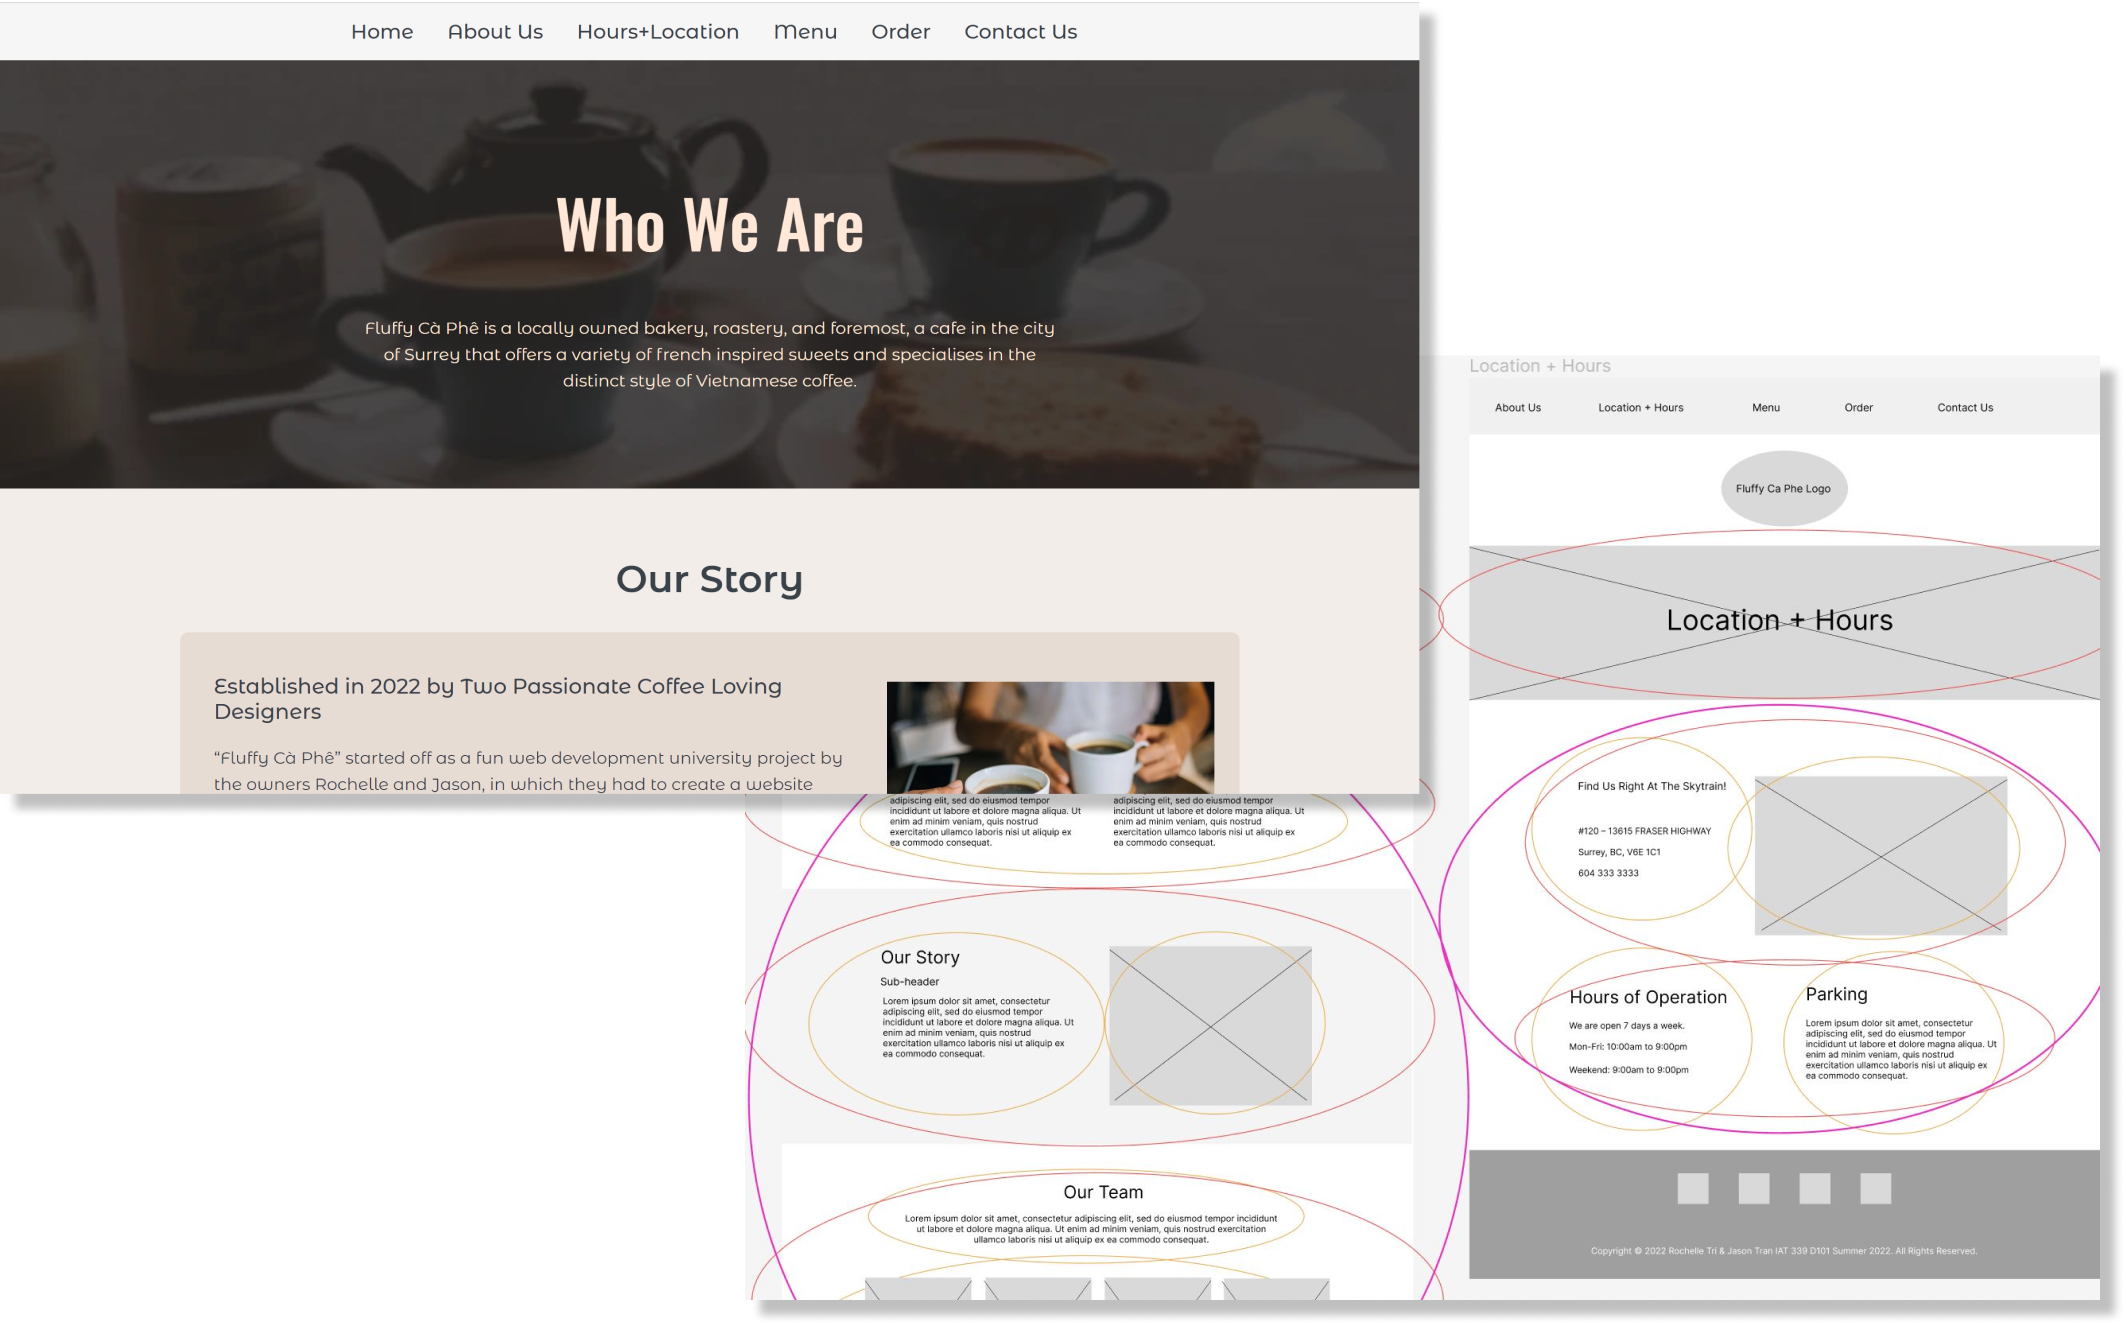 Home About Us Hours+Location Menu Order Contact Us
Who We Are
Fluffy Cà Phê is a locally owned bakery, roastery, and foremost, a cafe in the city
of Surrey that offers a variety of french inspired sweets and specialises in the
distinct style of Vietnamese coffee.
Our Story
Established in 2022 by Two Passionate Coffee Loving
Designers
“Fluffy Cà Phê” started off as a fun web development university project by
the owners Rochelle and Jason, in which they had to create a website
adipiscing elit, sed do eiusmod tempor
incididunt ut labore et dolore magna aliqua. Ut
enim ad minim veniam, quis nostrud
exercitation ullamco laboris nisi ut aliquip ex
ea commodo consequat.
adipiscing elit, sed do eiusmod tempor
incididunt ut labore et dolore magna aliqua. Ut
enim ad minim veniam, quis nostrud
exercitation ullamco laboris nisi ut aliquip ex
ea commodo consequat.
Our Story
Sub-header
Lorem ipsum dolor sit amet, consectetur
adipiscing elit, sed do eiusmod tempor
incididunt ut labore et dolore magna aliqua. Ut
enim ad minim veniam, quis nostrud
exercitation ullamco laboris nisi ut aliquip ex
ea commodo consequat.
Our Team
Lorem ipsum dolor sit amet, consectetur adipiscing elit, sed do eiusmod tempor incididunt
ut labore et dolore magna aliqua. Ut enim ad minim veniam, quis nostrud exercitation
ullamco laboris nisi ut aliquip ex ea commodo consequat.
Location + Hours
About Us Location + Hours Menu Order Contact Us
Fluffy Ca Phe Logo
Location + Hours
Find Us Right At The Skytrain!
#120 – 13615 FRASER HIGHWAY
Surrey, BC, V6E 1C1
604 333 3333
Hours of Operation
We are open 7 days a week.
Mon-Fri: 10:00am to 9:00pm
Weekend: 9:00am to 9:00pm
Parking
Lorem ipsum dolor sit amet, consectetur
adipiscing elit, sed do eiusmod tempor
incididunt ut labore et dolore magna aliqua. Ut
enim ad minim veniam, quis nostrud
exercitation ullamco laboris nisi ut aliquip ex
ea commodo consequat.
Copyright © 2022 Rochelle Tri & Jason Tran IAT 339 D101 Summer 2022. All Rights Reserved.